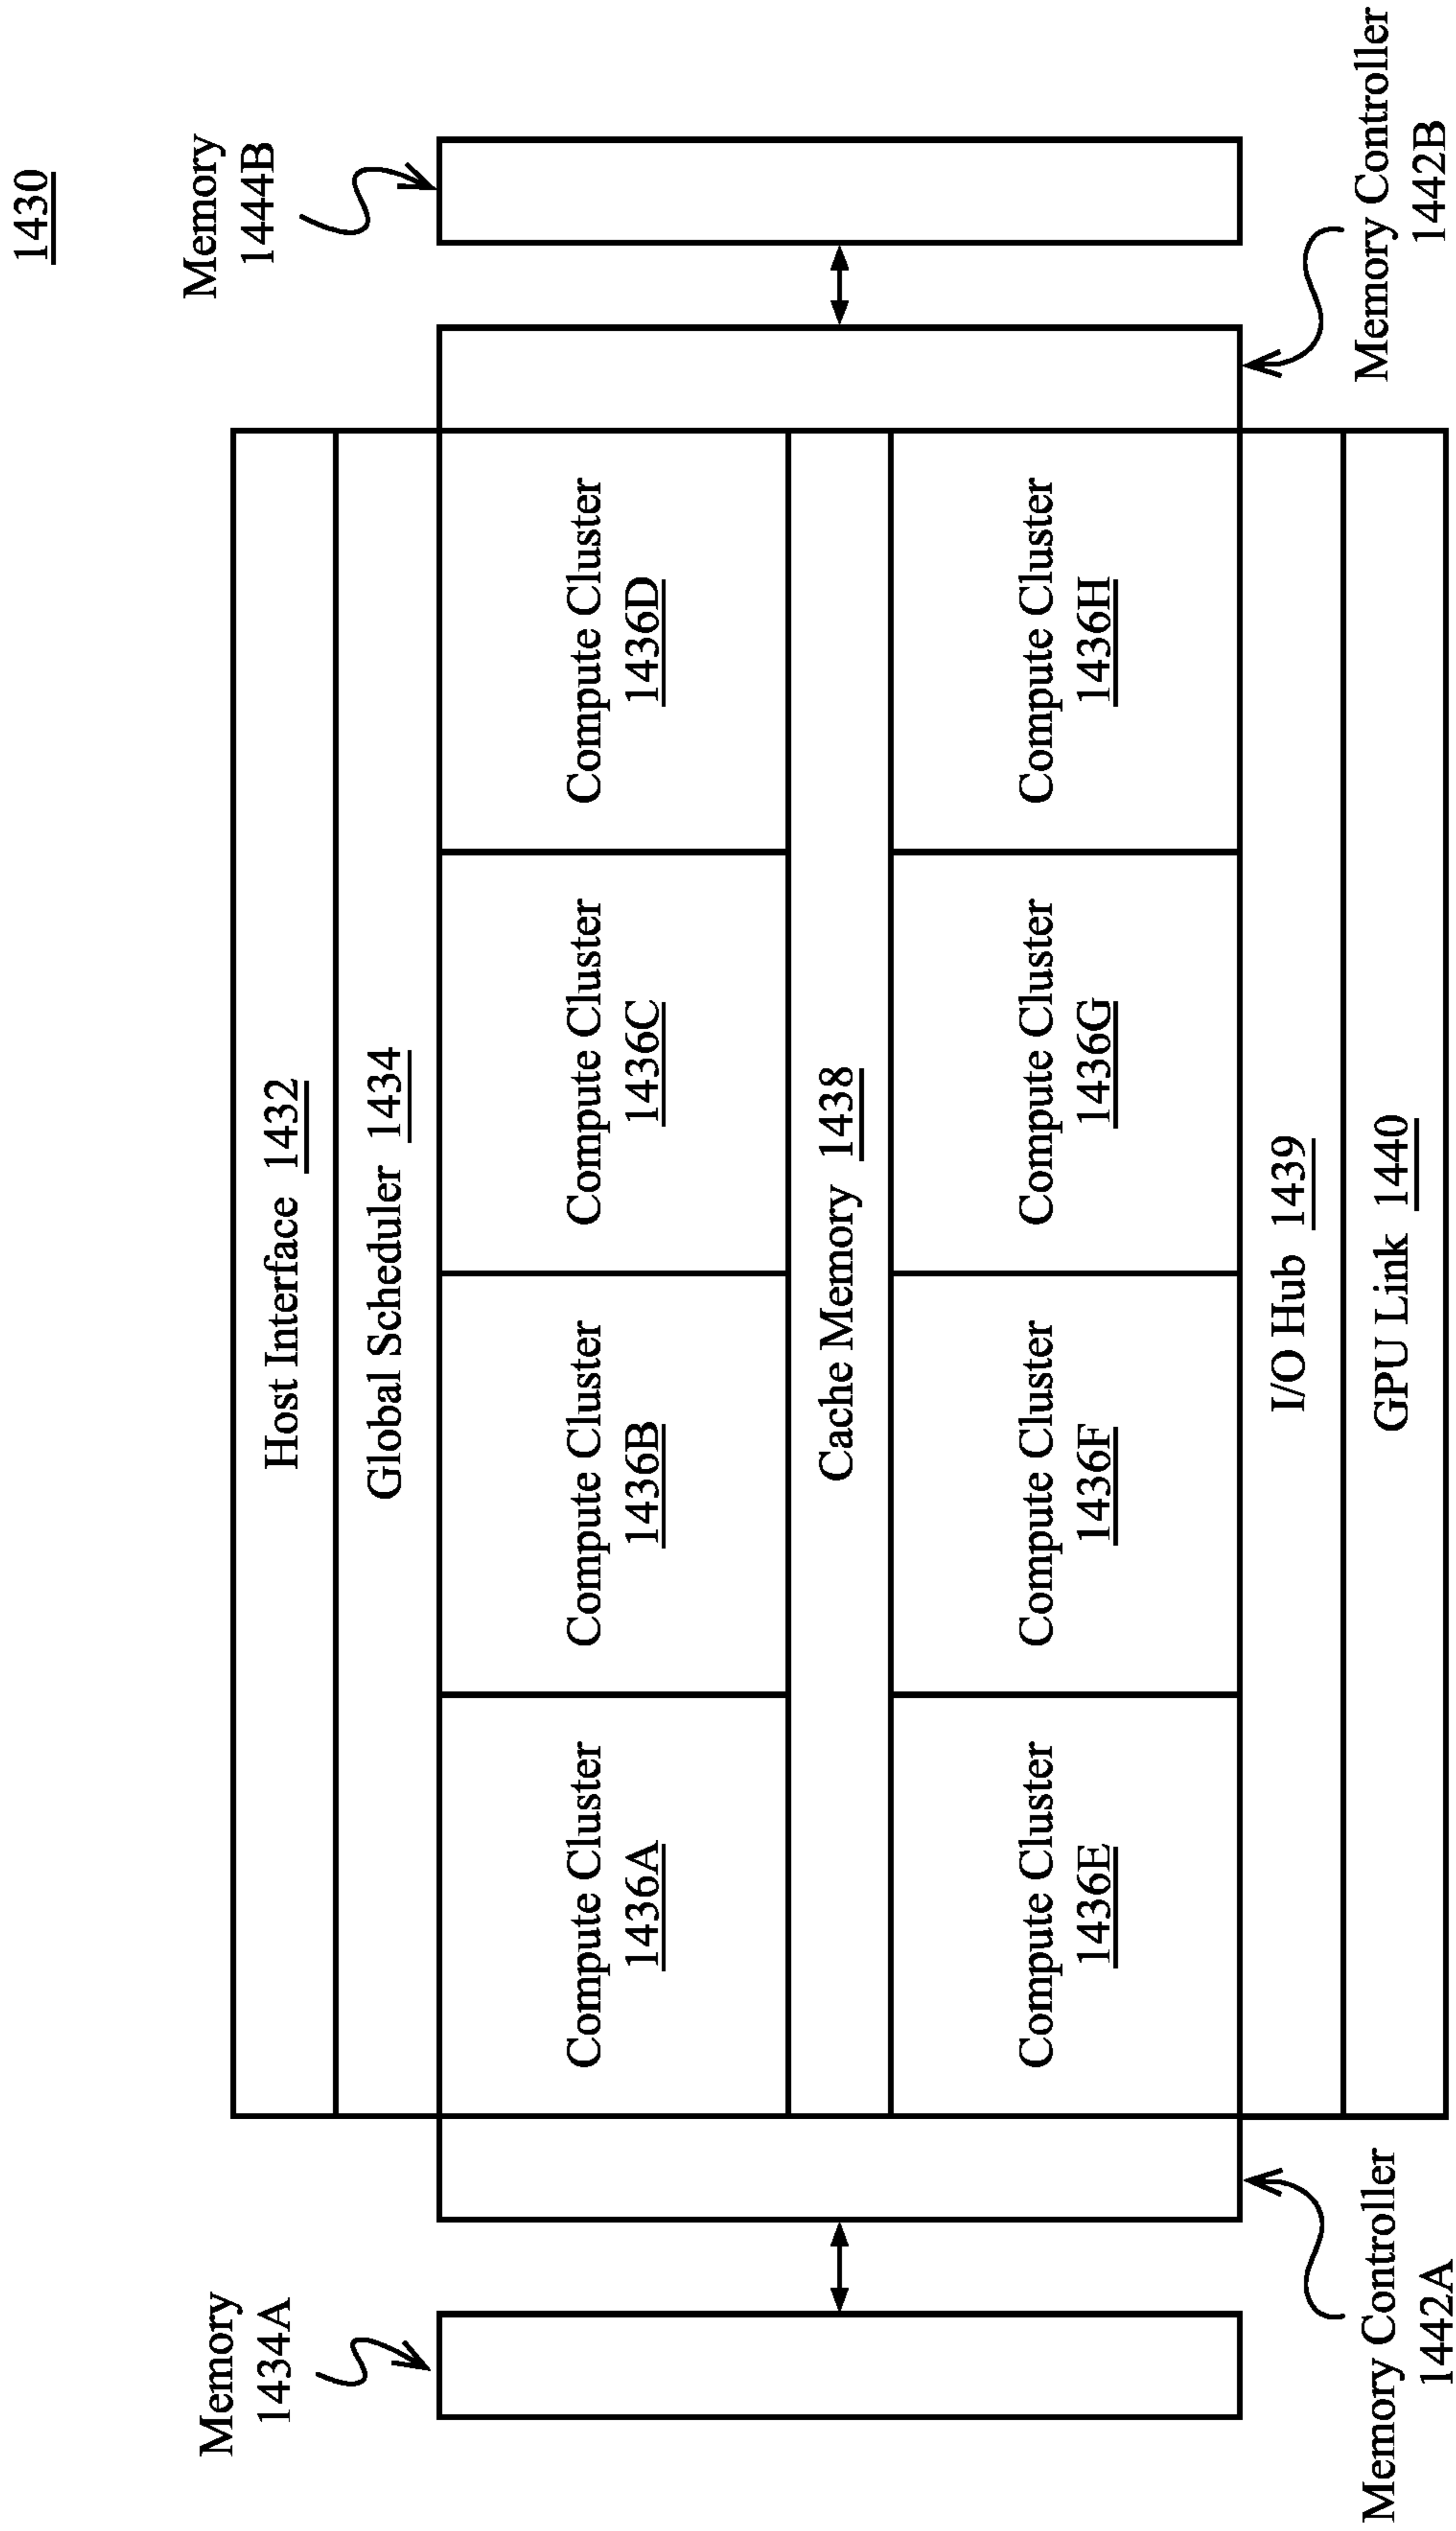 1430
Memory
1434A
Memory
1444B
Host Interface 1432
Global Scheduler 1434
Compute Cluster
1436A
Compute Cluster
1436B
Compute Cluster
1436C
Compute Cluster
1436D
Cache Memory 1438
Compute Cluster
1436E
Compute Cluster
1436F
Compute Cluster
1436G
Compute Cluster
1436H
I/O Hub 1439
GPU Link 1440
Memory Controller
1442A
Memory Controller
1442B